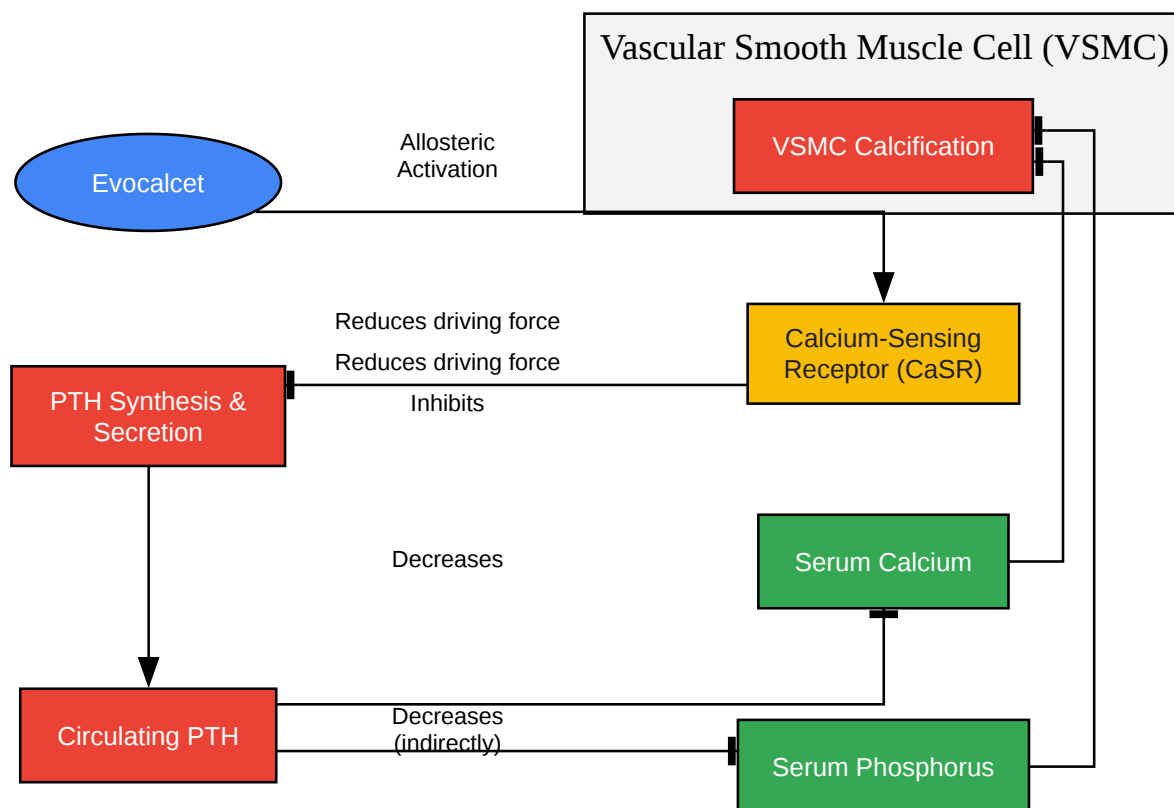 Vascular Smooth Muscle Cell (VSMC)
VSMC Calcification
Allosteric
Activation
Evocalcet
Reduces driving force
Calcium-Sensing
Receptor (CaSR)
Reduces driving force
Inhibits
PTH Synthesis &
Secretion
Decreases
Serum Calcium
Circulating PTH
Decreases
(indirectly)
Serum Phosphorus